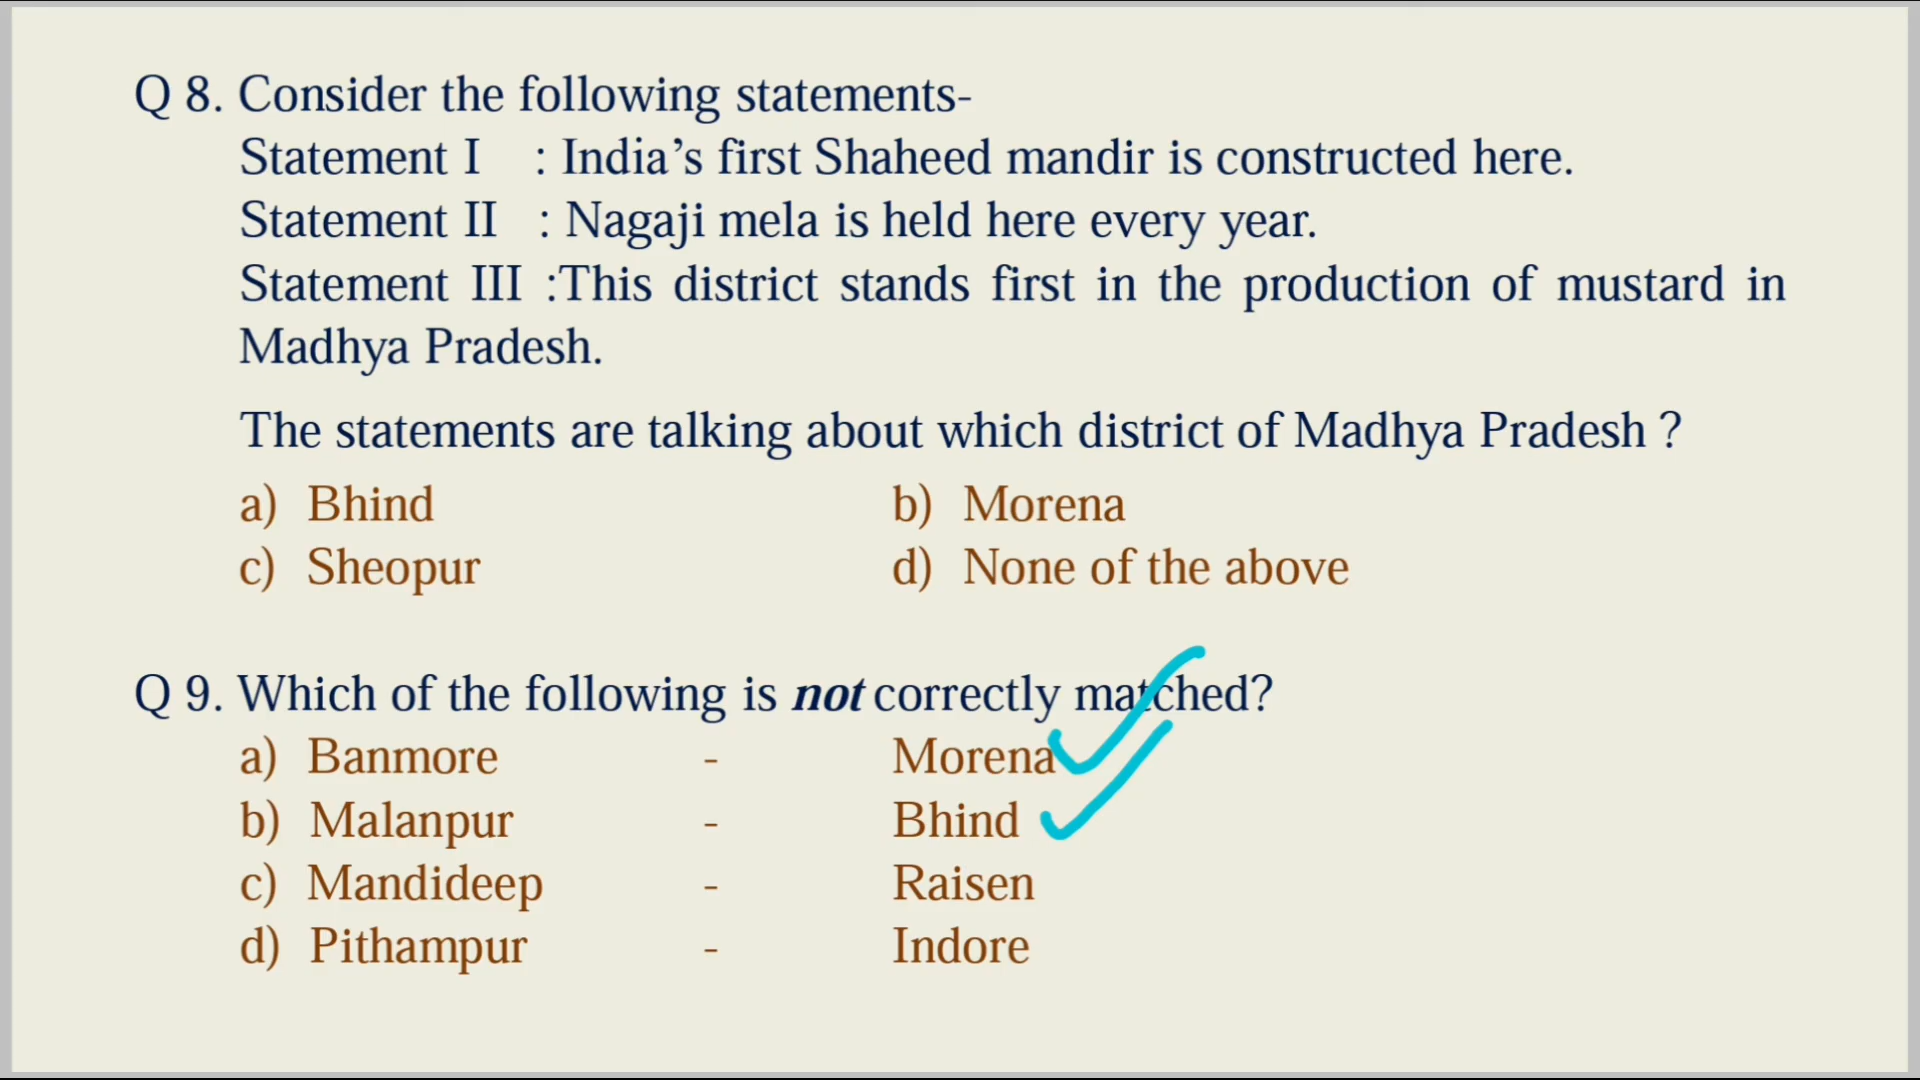 Q 8. Consider the following statements-
Statement I : India’s first Shaheed mandir is constructed here.
Statement II : Nagaji mela is held here every year.
Statement III :This district stands first in the production of mustard in
Madhya Pradesh.
The statements are talking about which district of Madhya Pradesh ?
a) Bhind b) Morena
c) Sheopur d) None of the above
Q 9. Which of the following is not correctly matched?
a) Banmore - Morena
b) Malanpur - Bhind
c) Mandideep - Raisen
d) Pithampur - Indore